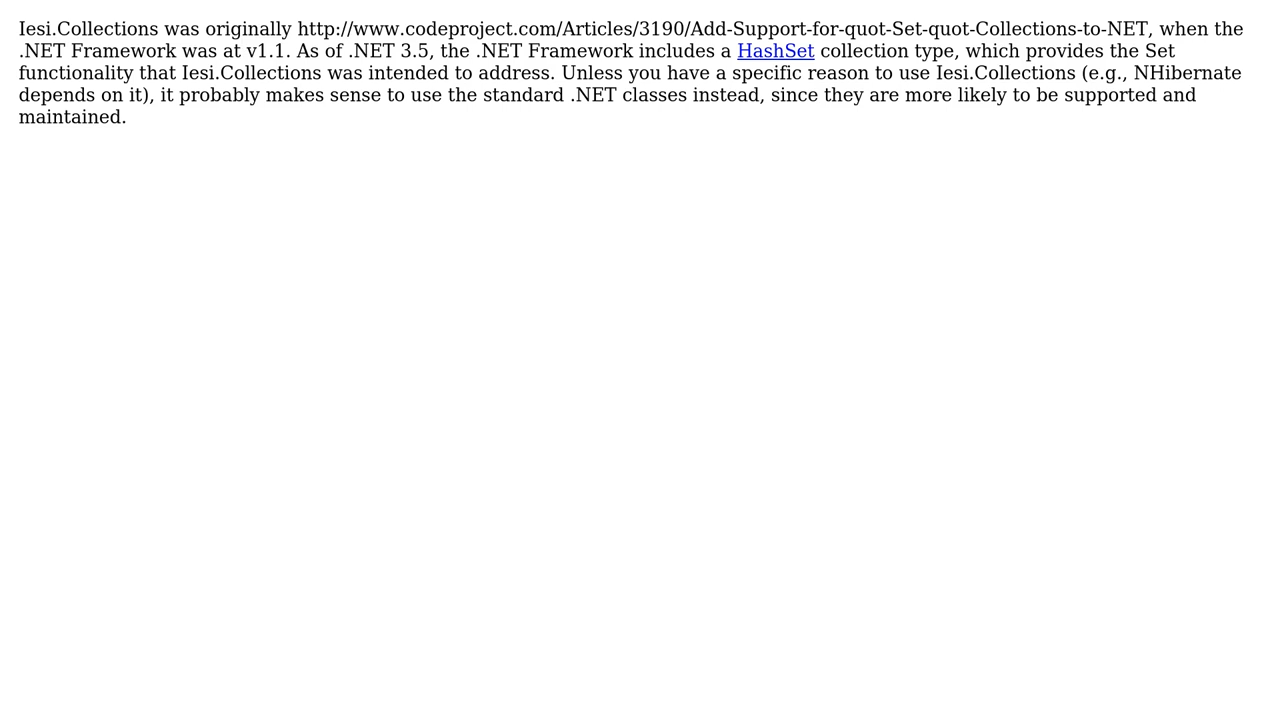 Iesi.Collections was originally http://www.codeproject.com/Articles/3190/Add-Support-for-quot-Set-quot-Collections-to-NET, when the
.NET Framework was at v1.1. As of .NET 3.5, the .NET Framework includes a HashSet collection type, which provides the Set
functionality that Iesi.Collections was intended to address. Unless you have a specific reason to use Iesi.Collections (e.g., NHibernate
depends on it), it probably makes sense to use the standard .NET classes instead, since they are more likely to be supported and
maintained.